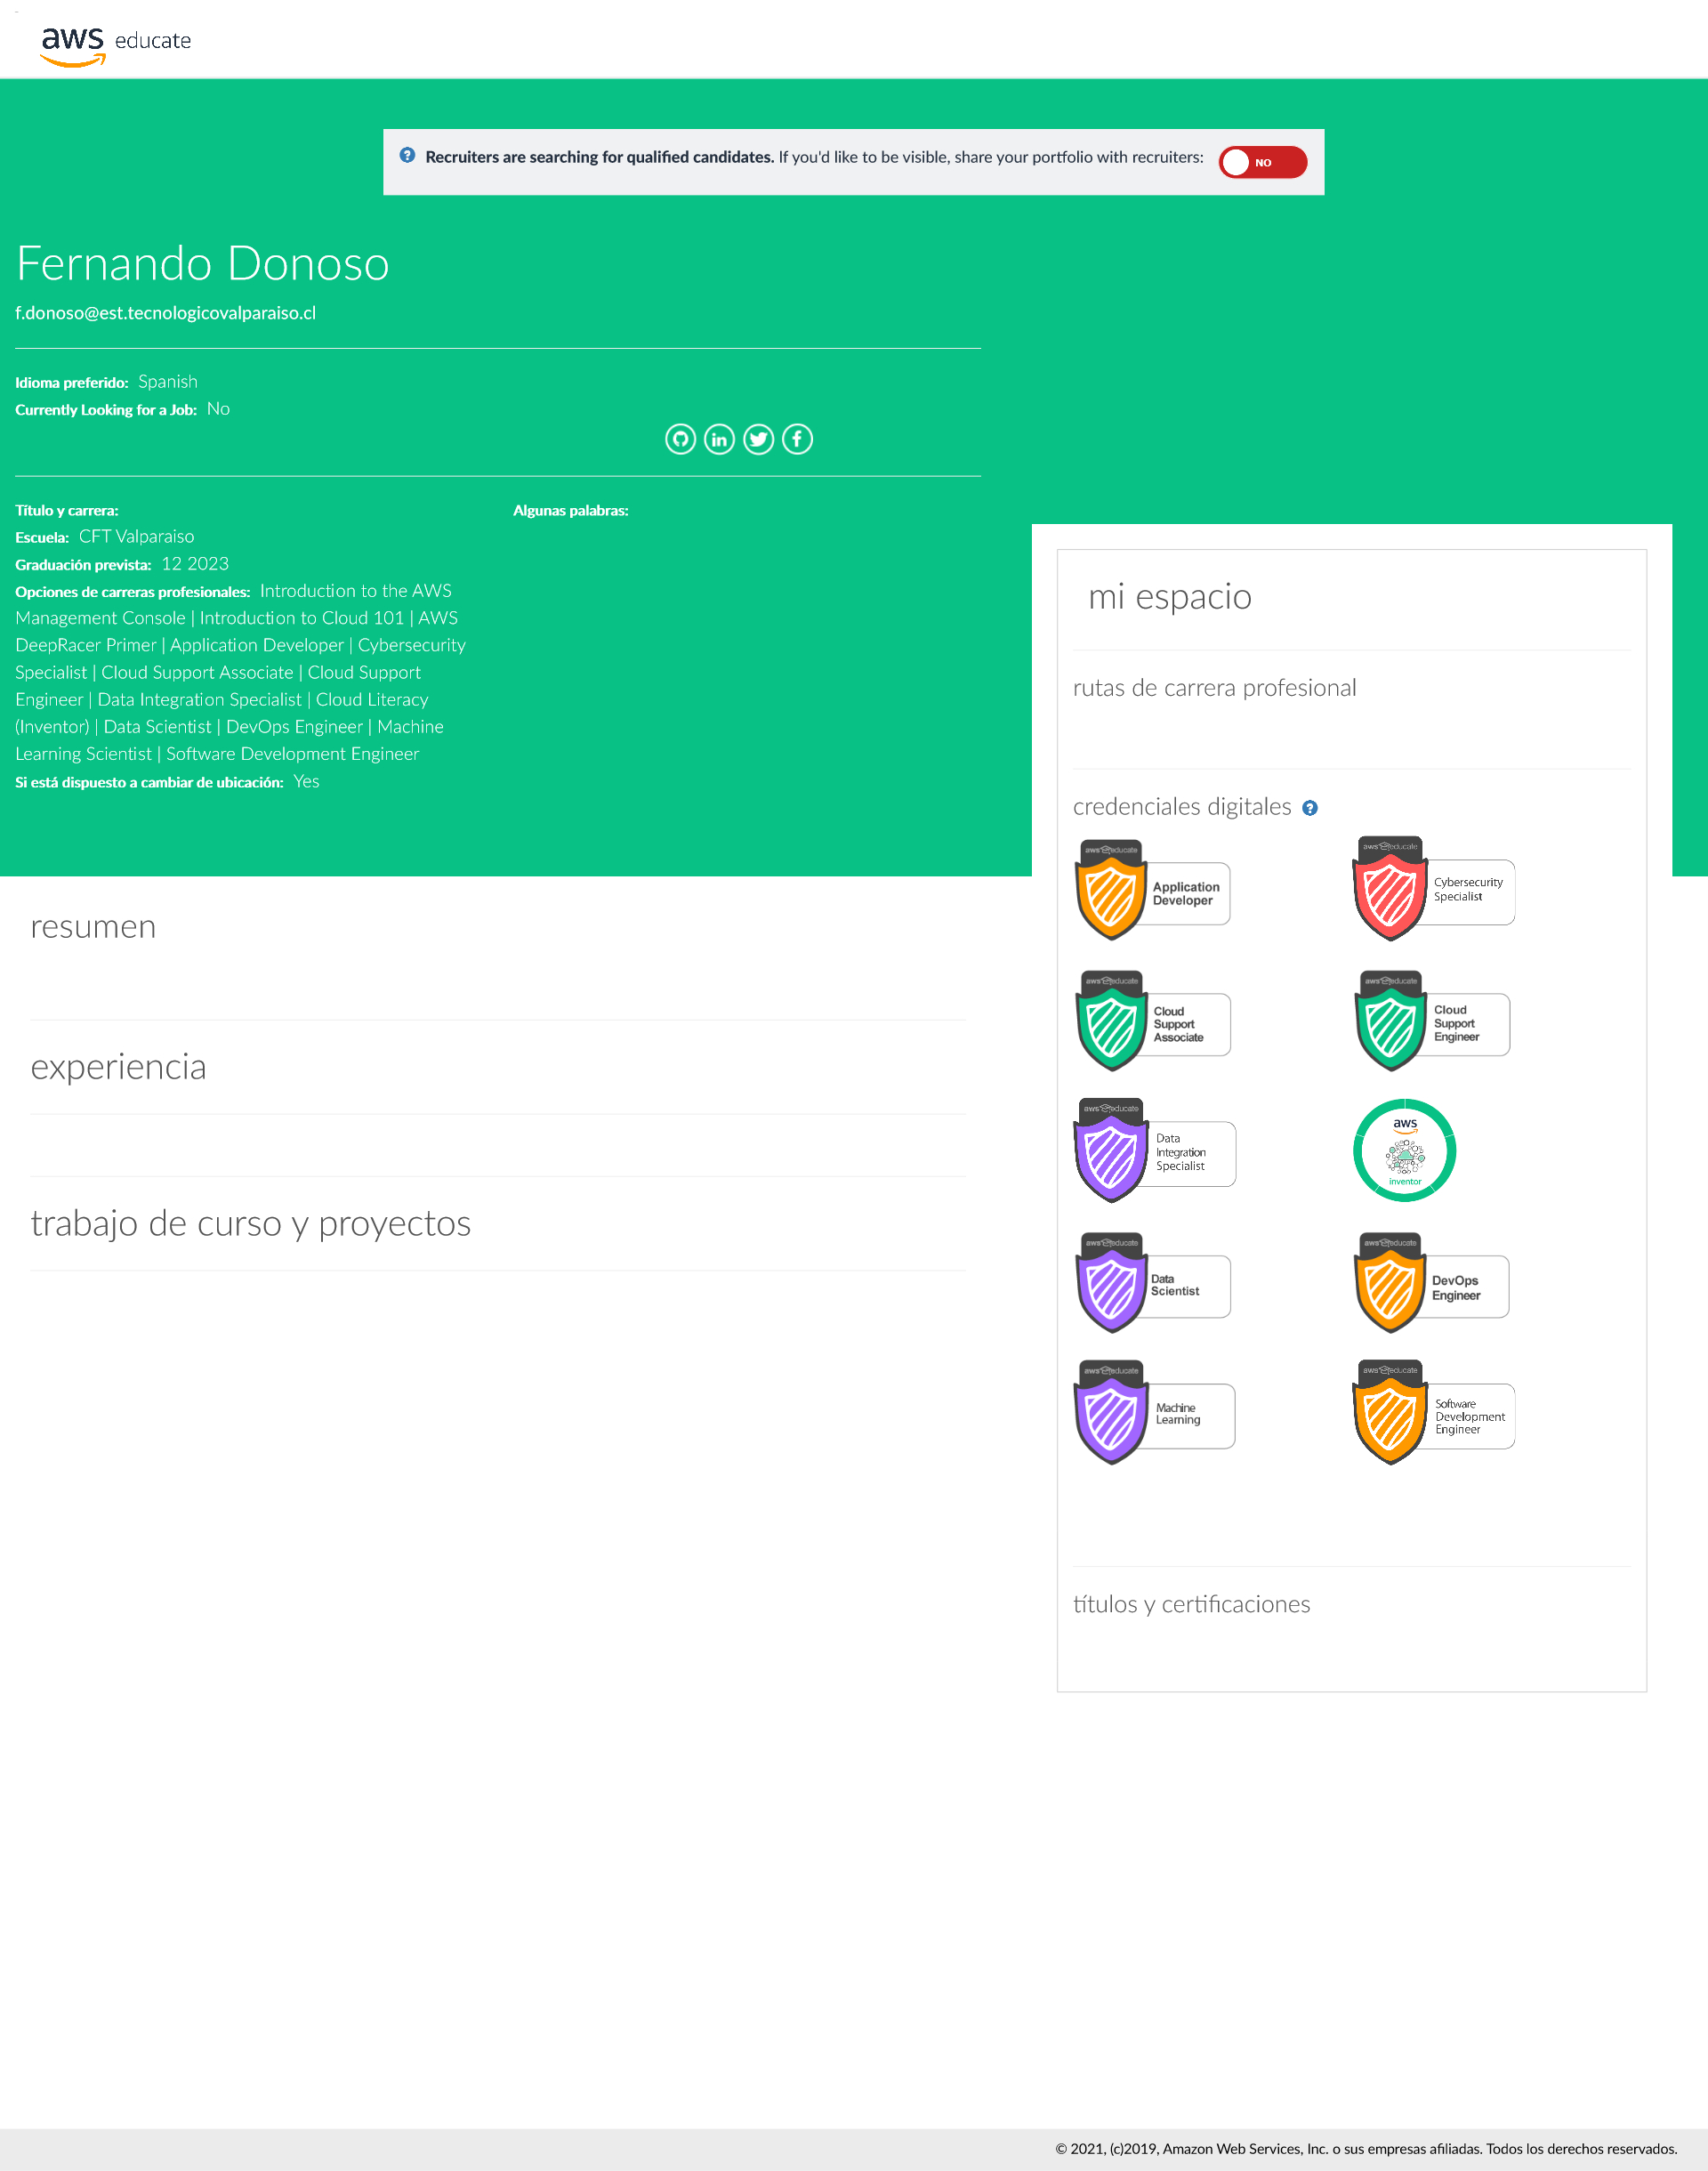 aws educate
Recruiters are searching for qualified candidates. If you'd like to be visible, share your portfolio with recruiters: NO
Fernando Donoso
f.donoso@est.tecnologicovalparaiso.cl
Idioma preferido: Spanish
Currently Looking for a Job: No
Título y carrera:
Escuela: CFT Valparaiso
Graduación prevista: 12 2023
Opciones de carreras profesionales: Introduction to the AWS
Management Console | Introduction to Cloud 101 | AWS
DeepRacer Primer | Application Developer | Cybersecurity
Specialist | Cloud Support Associate | Cloud Support
Engineer | Data Integration Specialist | Cloud Literacy
(Inventor) | Data Scientist | DevOps Engineer | Machine
Learning Scientist | Software Development Engineer
Si está dispuesto a cambiar de ubicación: Yes
Algunas palabras:
resumen
experiencia
trabajo de curso y proyectos
mi espacio
rutas de carrera profesional
credenciales digitales
aws educate
Application
Developer
aws educate
Cybersecurity
Specialist
aws educate
Cloud
Support
Associate
aws educate
Cloud
Support
Engineer
aws educate
Data
Integration
Specialist
aws
inventor
aws educate
Data
Scientist
aws educate
DevOps
Engineer
aws educate
Machine
Learning
aws educate
Software
Development
Engineer
títulos y certificaciones
© 2021, (c)2019, Amazon Web Services, Inc. o sus empresas afiliadas. Todos los derechos reservados.